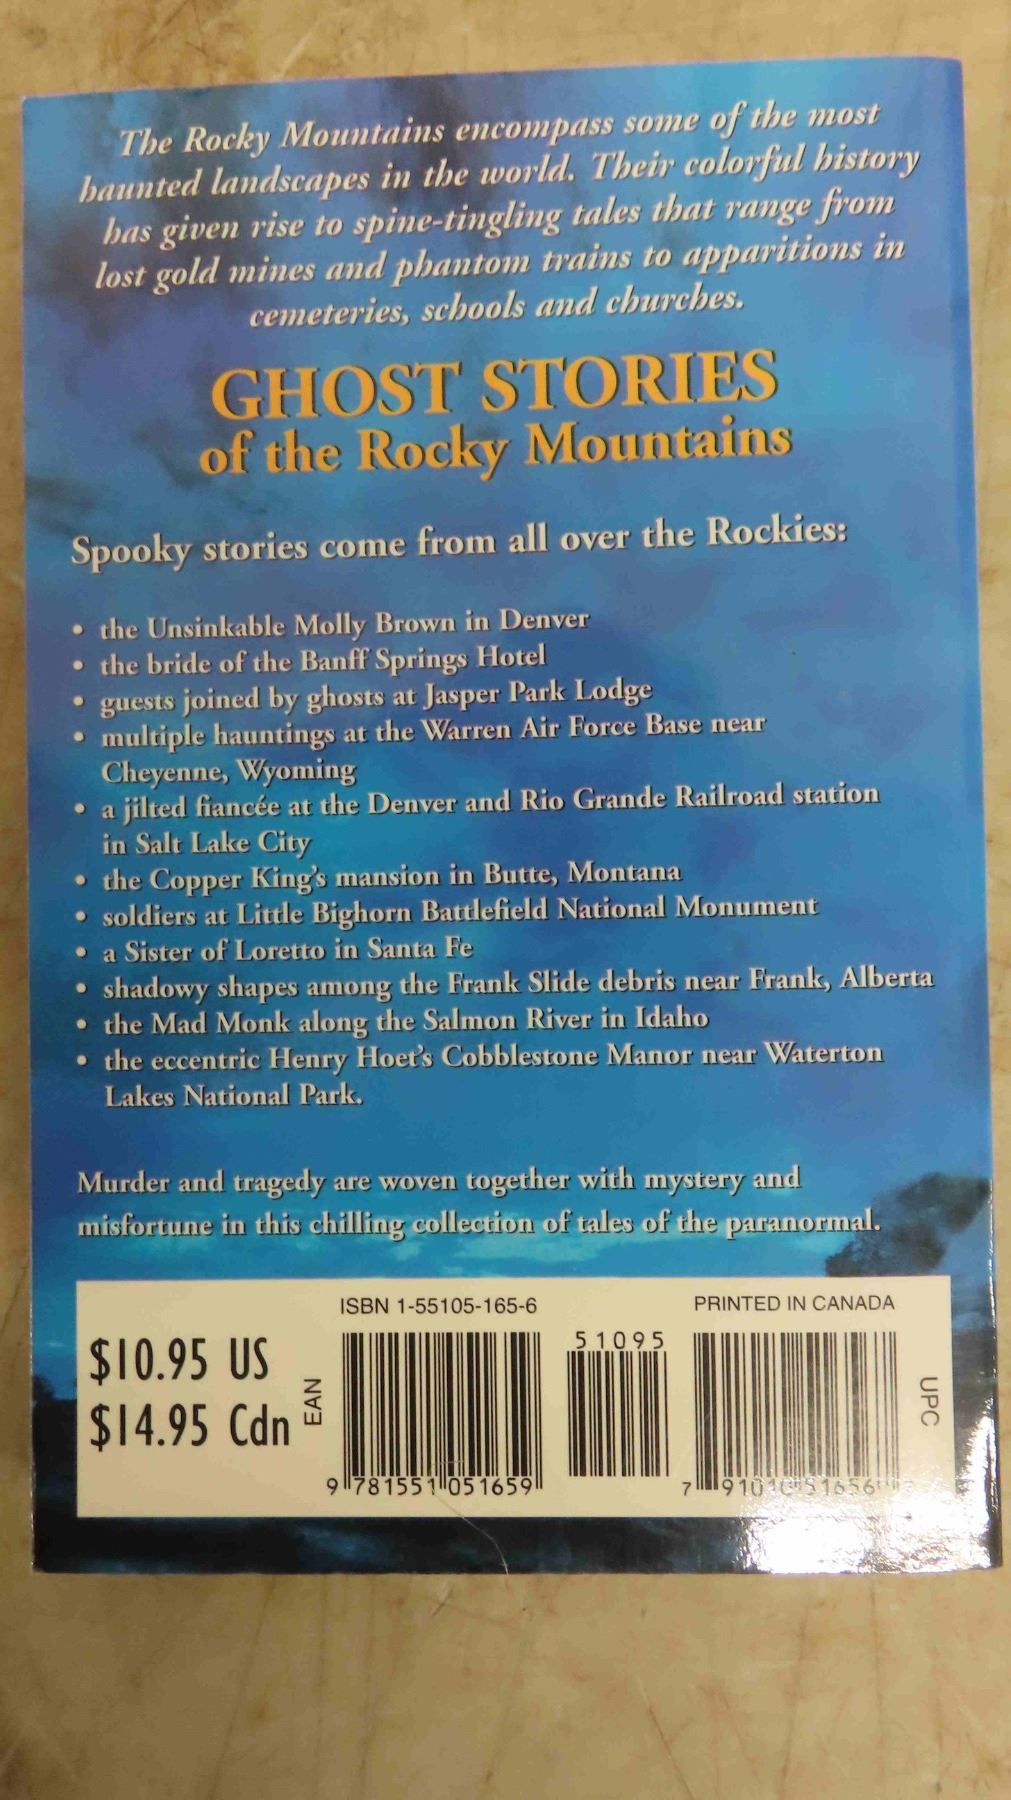 The Rocky Mountains encompass some of the most
haunted landscapes in the world. Their colorful history
has given rise to spine-tingling tales that range from
lost gold mines and phantom trains to apparitions in
cemeteries, schools and churches.
GHOST STORIES
of the Rocky Mountains
Spooky stories come from all over the Rockies:
• the Unsinkable Molly Brown in Denver
• the bride of the Banff Springs Hotel
• guests joined by ghosts at Jasper Park Lodge
• multiple hauntings at the Warren Air Force Base near
Cheyenne, Wyoming
• a jilted fiancée at the Denver and Rio Grande Railroad station
in Salt Lake City
• the Copper King's mansion in Butte, Montana
• soldiers at Little Bighorn Battlefield National Monument
• a Sister of Loretto in Santa Fe
• shadowy shapes among the Frank Slide debris near Frank, Alberta
• the Mad Monk along the Salmon River in Idaho
• the eccentric Henry Hoet's Cobblestone Manor near Waterton
Lakes National Park.
Murder and tragedy are woven together with mystery and
misfortune in this chilling collection of tales of the paranormal.
$10.95 US
$14.95 Cdn
EAN
ISBN 1-55105-165-6
9 781551 051659
51095
PRINTED IN CANADA
UPC
7